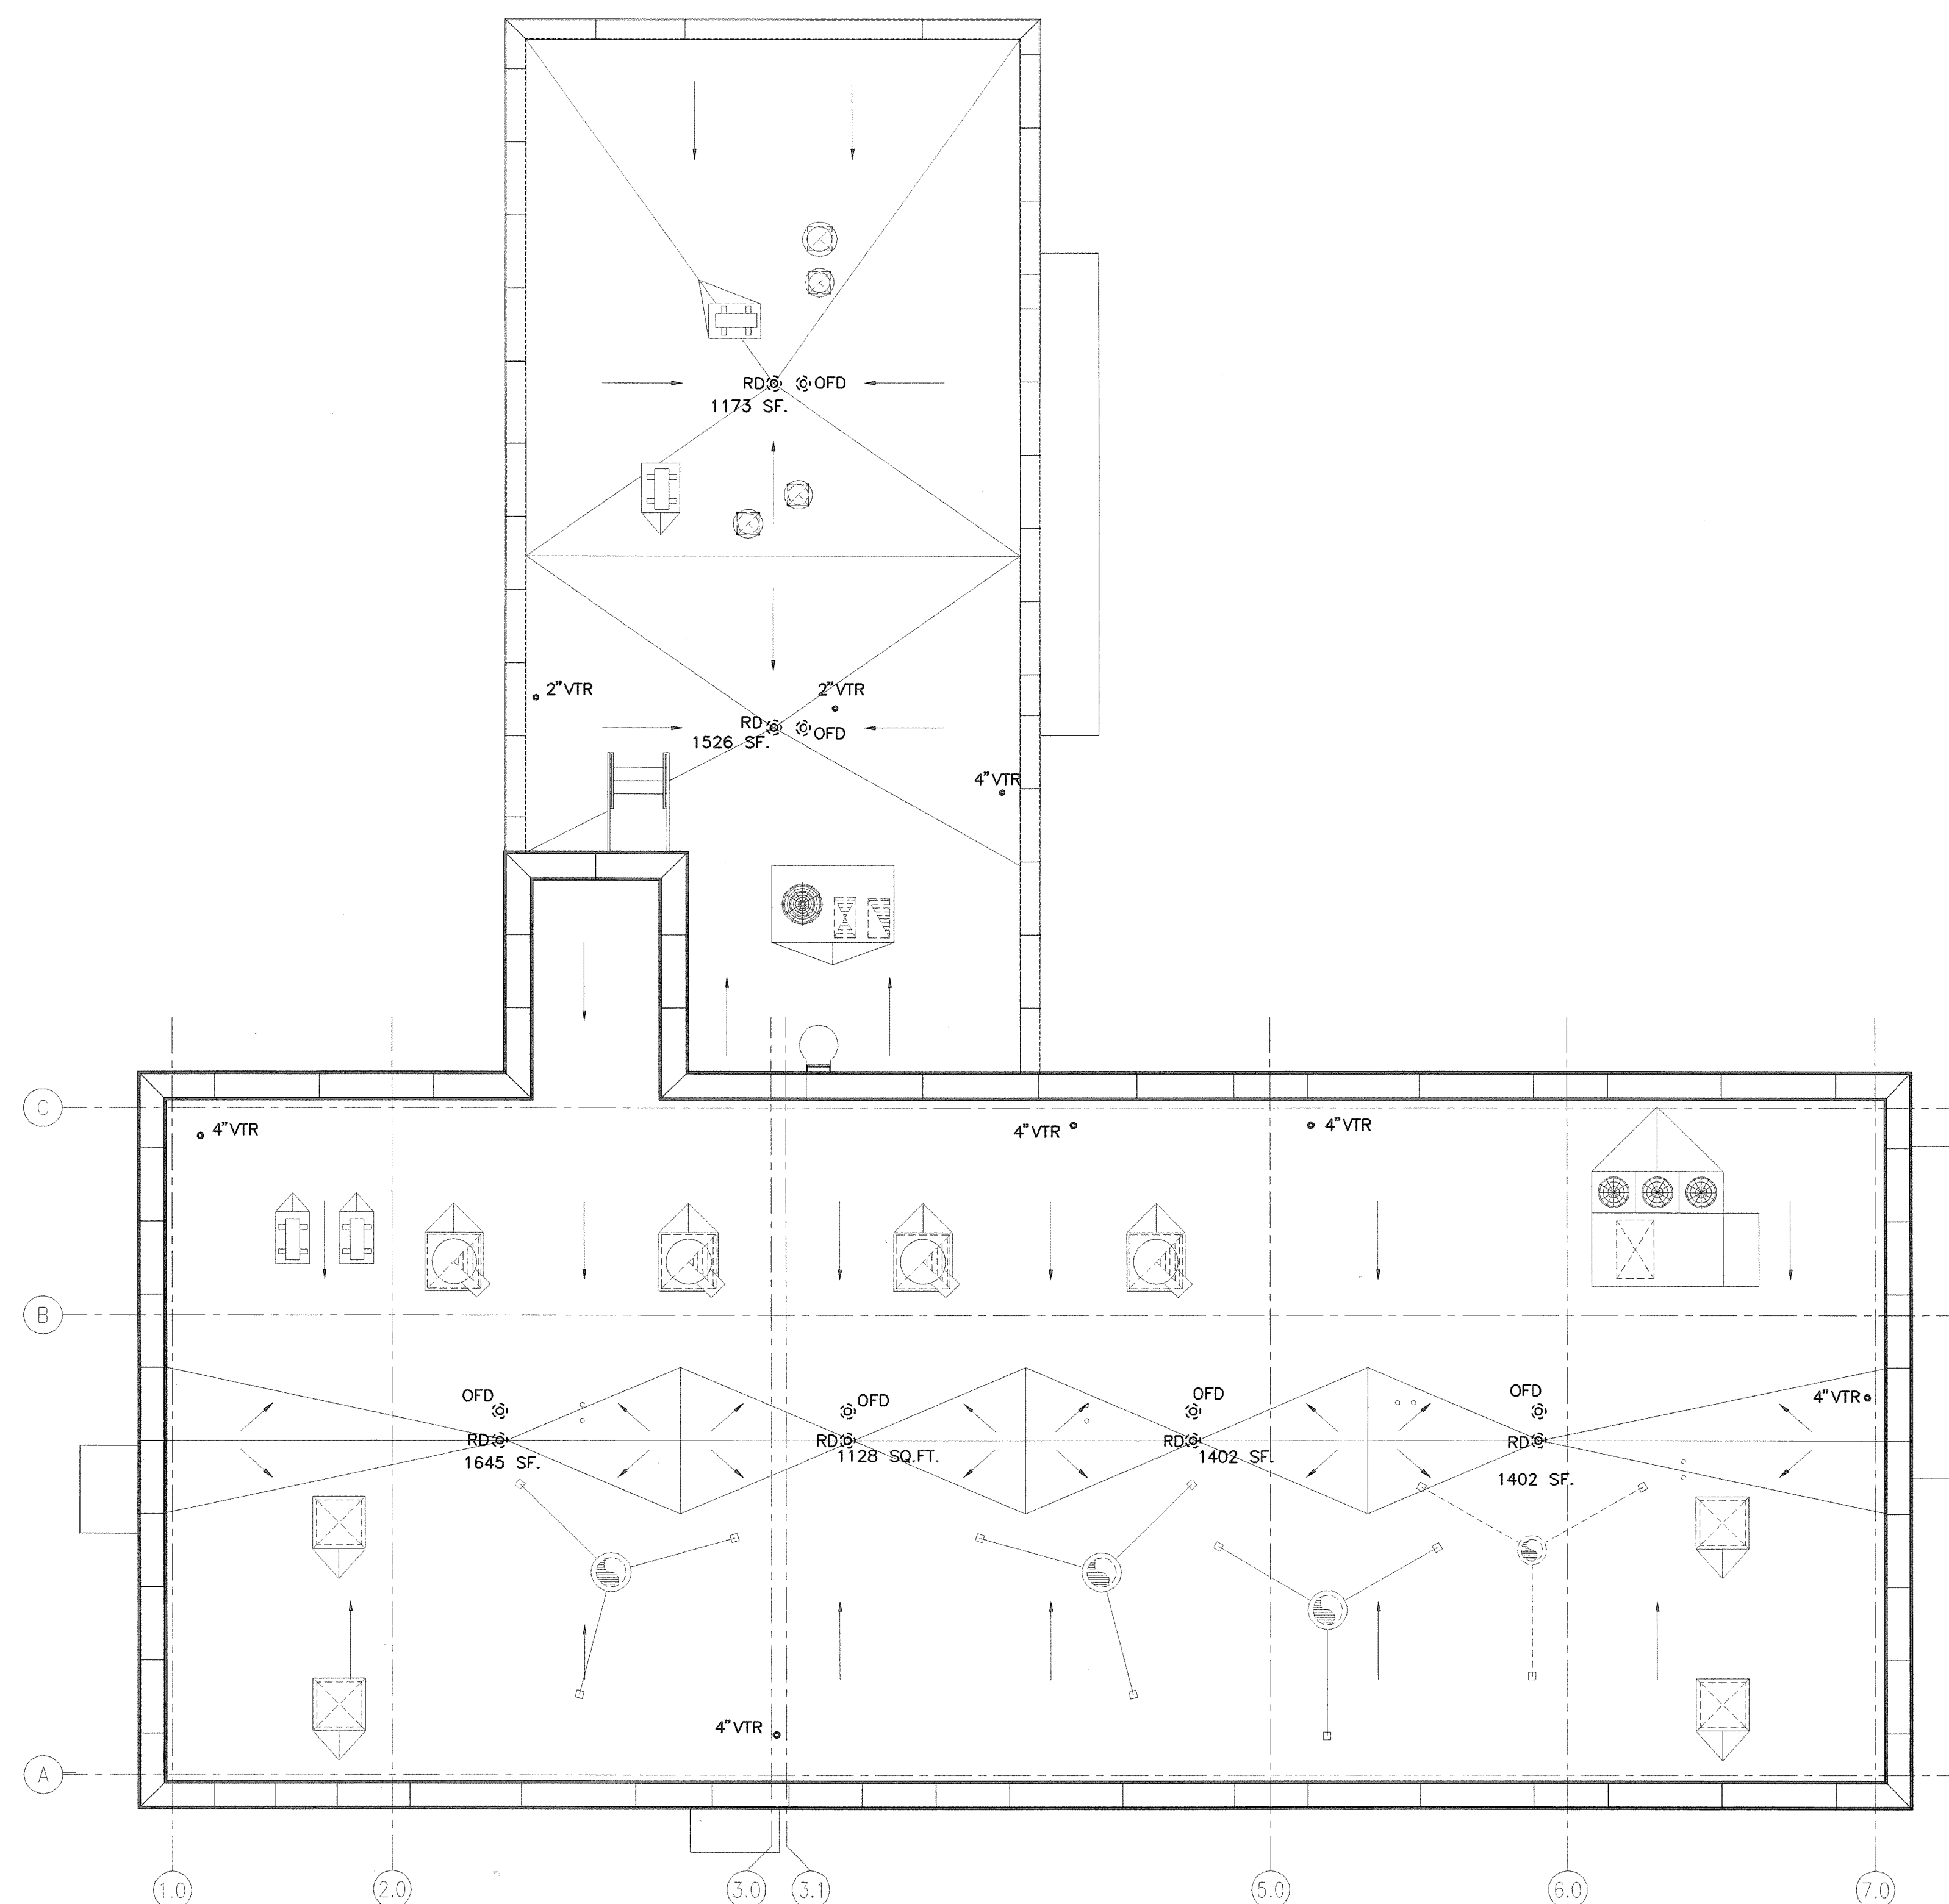 RD OFD
1173 SF.
2"VTR
2"VTR
RD
OFD
1526 SF.
4"VTR
C
4"VTR
4"VTR
4"VTR
B
OFD
OFD
OFD
OFD
4"VTR
RD
RD
RD
RD
1645 SF.
1128 SQ.FT.
1402 SF.
1402 SF.
4"VTR
A
1.0
2.0
3.0
3.1
5.0
6.0
7.0